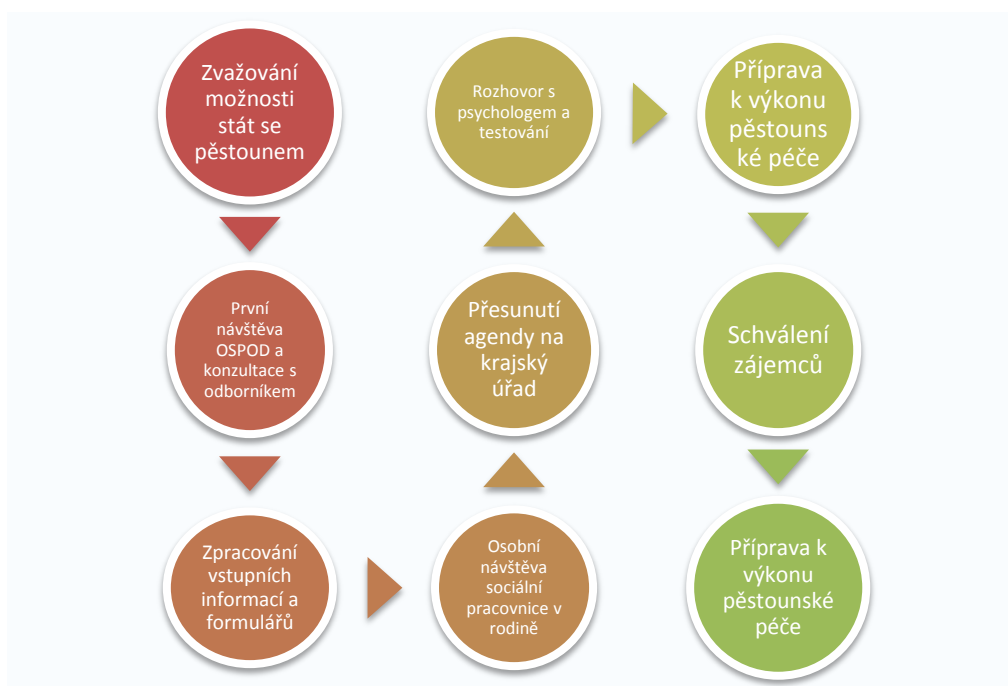 Zvažování
možnosti
stát se
pěstounem
První
návštěva
OSPOD a
konzultace s
odborníkem
Zpracování
vstupních
informací a
formulářů
Osobní
návštěva
sociální
pracovnice v
rodině
Přesunutí
agendy na
krajský
úřad
Rozhovor s
psychologem a
testování
Příprava
k výkonu
pěstouns
ké péče
Schválení
zájemců
Příprava k
výkonu
pěstounské
péče